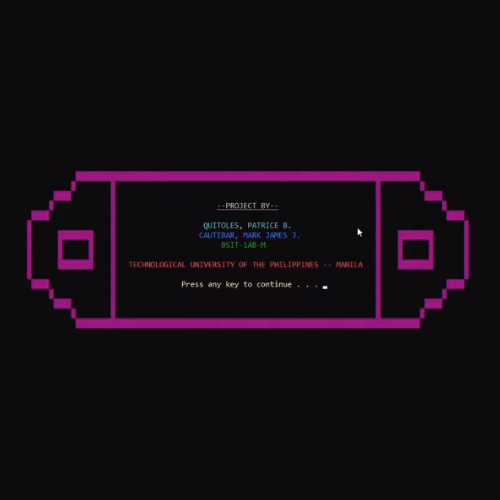 --PROJECT BY--
QUITOLES, PATRICE B.
CAUTIBAR, MARK JAMES J.
BSIT-1AB-M
TECHNOLOGICAL UNIVERSITY OF THE PHILIPPINES -- MANILA
Press any key to continue . . .